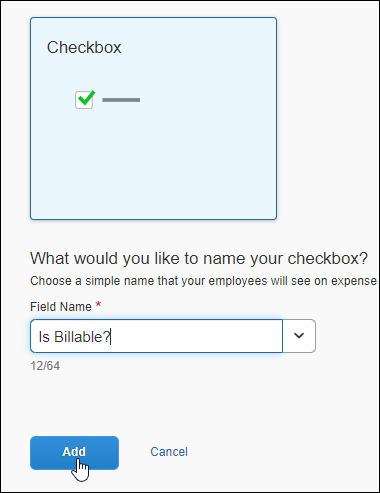 Checkbox
What would you like to name your checkbox?
Choose a simple name that your employees will see on expense
Field Name *
Is Billable?
12/64
Add Cancel